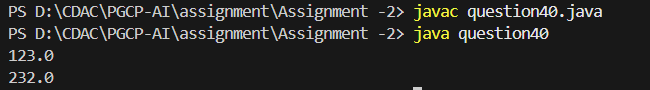 PS D:\CDAC\PGCP-AI\assignment\Assignment -2> javac question40.java
PS D:\CDAC\PGCP-AI\assignment\Assignment -2> java question40
123.0
232.0